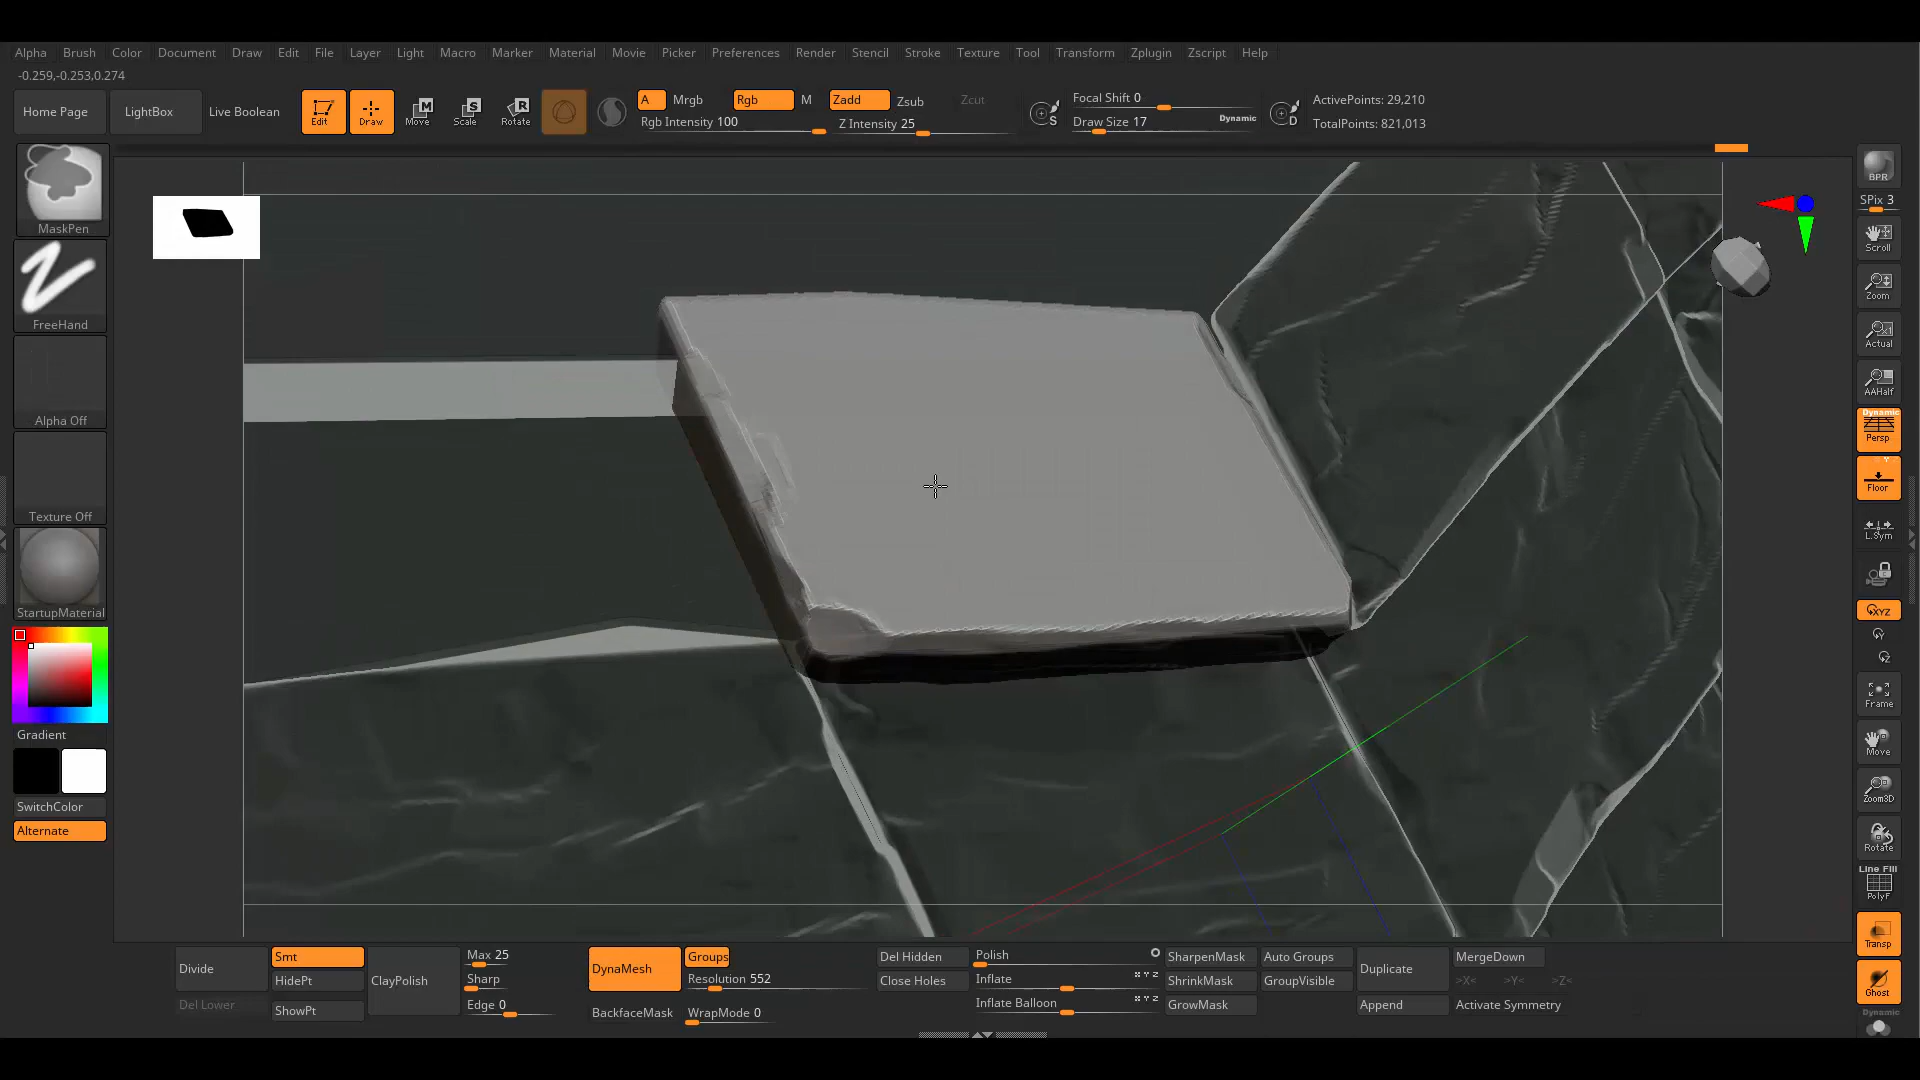 Alpha Brush Color Document Draw Edit File Layer Light Macro Marker Material Movie Picker Preferences Render Stencil Stroke Texture Tool Transform Zplugin Zscript Help
-0.259,-0.253,0.274
Home Page LightBox Live Boolean Edit Draw M Move S Scale R Rotate A Mrgb Rgb M Zadd Zsub Zcut
Rgb Intensity 100 Z Intensity 25
S Focal Shift 0
Draw Size 17 Dynamic D
ActivePoints: 29,210
TotalPoints: 821,013
MaskPen
FreeHand
Alpha Off
Texture Off
StartupMaterial
Gradient
SwitchColor
Alternate
BPR
SPix 3
Scroll
Zoom
Actual
AAHalf
Dynamic
Persp
Floor
L.Sym
XYZ
Y
Z
Frame
Move
Zoom3D
Rotate
Line Fill
PolyF
Transp
Ghost
Dynamic
Divide Smt
HidePt
Del Lower ShowPt
ClayPolish
Max 25
Sharp
Edge 0
DynaMesh Groups
Resolution 552
BackfaceMask WrapMode 0
Del Hidden
Close Holes
Polish
Inflate X Y Z
Inflate Balloon X Y Z
SharpenMask
ShrinkMask
GrowMask
Auto Groups
GroupVisible
Duplicate
Append
MergeDown
>X< >Y< >Z<
Activate Symmetry